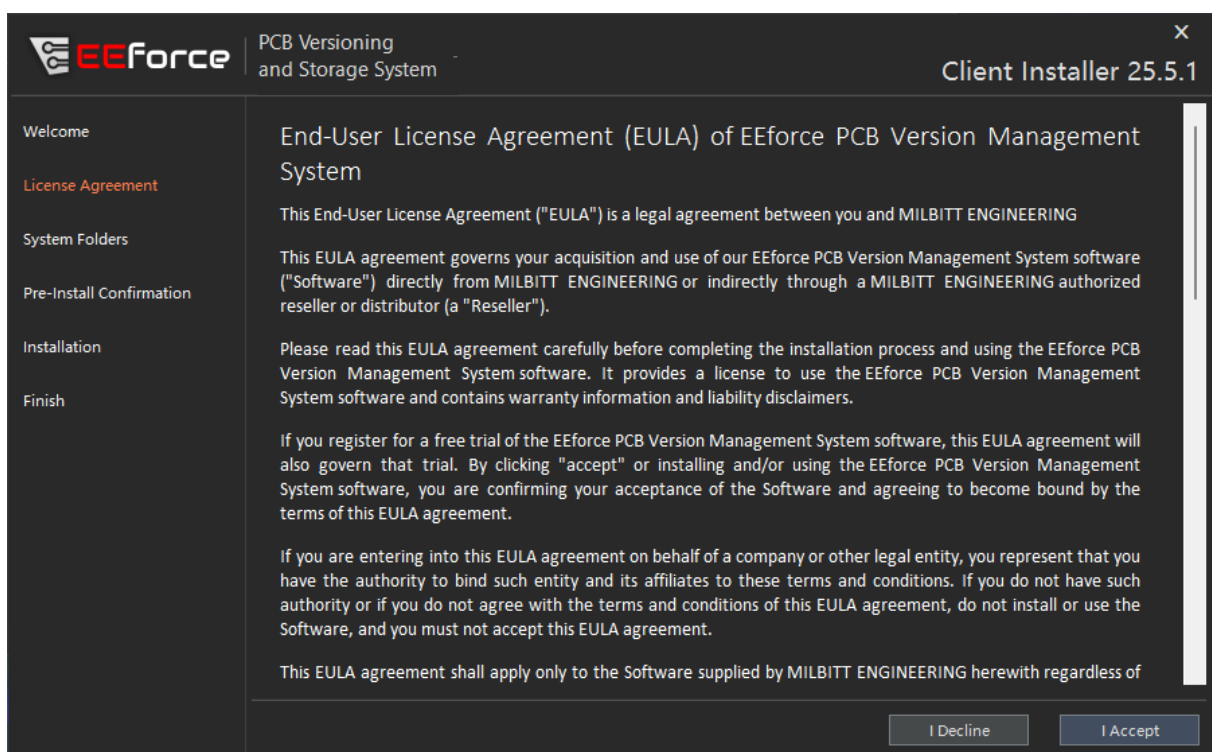 EEforce
PCB Versioning
and Storage System
Client Installer 25.5.1
Welcome
License Agreement
System Folders
Pre-Install Confirmation
Installation
Finish
End-User License Agreement (EULA) of EEforce PCB Version Management
System
This End-User License Agreement ("EULA") is a legal agreement between you and MILBITT ENGINEERING
This EULA agreement governs your acquisition and use of our EEforce PCB Version Management System software
("Software") directly from MILBITT ENGINEERING or indirectly through a MILBITT ENGINEERING authorized
reseller or distributor (a "Reseller").
Please read this EULA agreement carefully before completing the installation process and using the EEforce PCB
Version Management System software. It provides a license to use the EEforce PCB Version Management
System software and contains warranty information and liability disclaimers.
If you register for a free trial of the EEforce PCB Version Management System software, this EULA agreement will
also govern that trial. By clicking "accept" or installing and/or using the EEforce PCB Version Management
System software, you are confirming your acceptance of the Software and agreeing to become bound by the
terms of this EULA agreement.
If you are entering into this EULA agreement on behalf of a company or other legal entity, you represent that you
have the authority to bind such entity and its affiliates to these terms and conditions. If you do not have such
authority or if you do not agree with the terms and conditions of this EULA agreement, do not install or use the
Software, and you must not accept this EULA agreement.
This EULA agreement shall apply only to the Software supplied by MILBITT ENGINEERING herewith regardless of
I Decline
I Accept